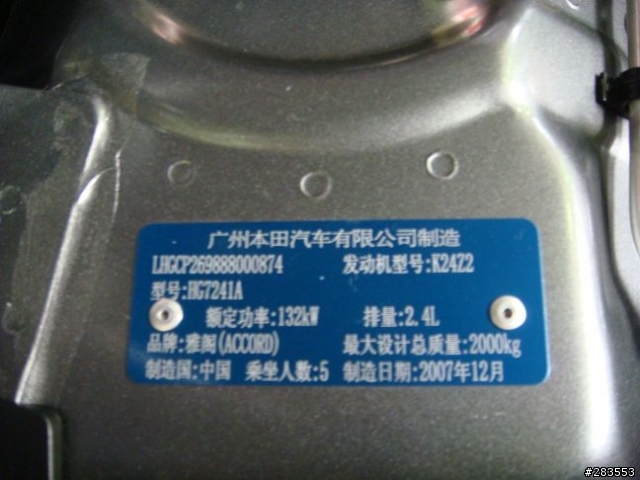 广州本田汽车有限公司制造
LHGCP269888000874 发动机型号:K24Z2
型号:HG7241A
额定功率:132kW 排量:2.4L
品牌:雅阁(ACCORD) 最大设计总质量:2000kg
制造国:中国 乘坐人数:5 制造日期:2007年12月
#283553